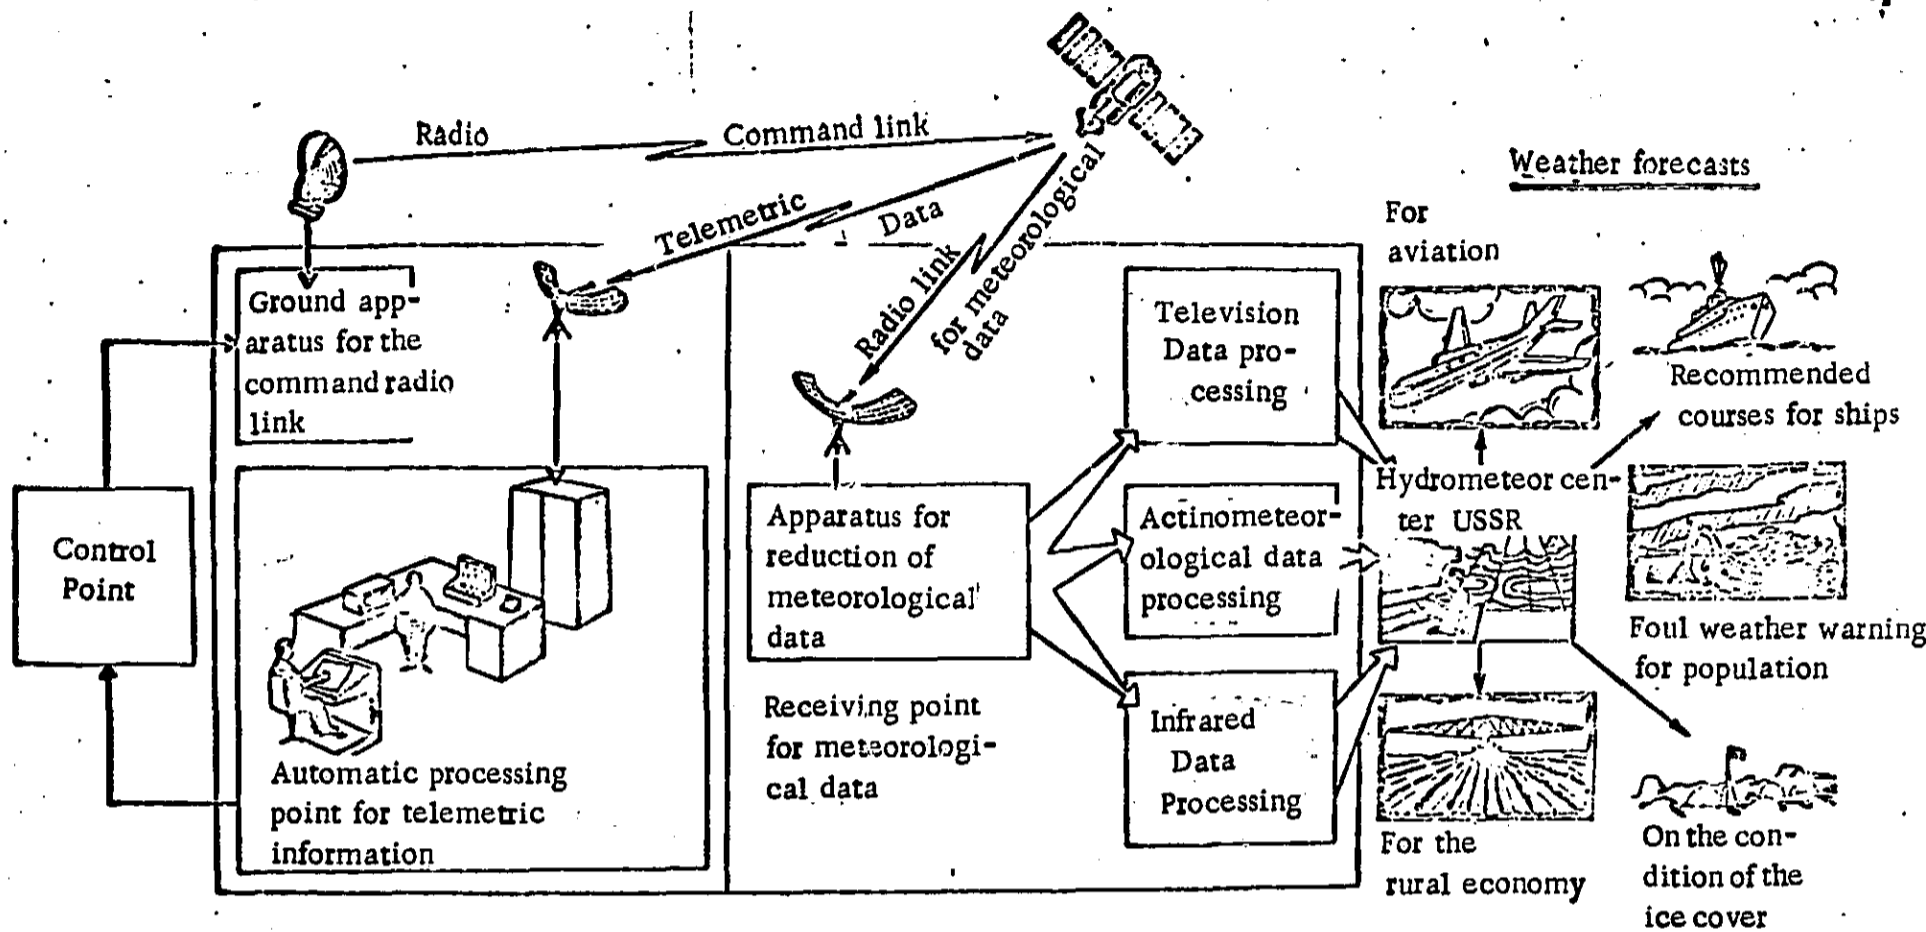 Radio
Command link
Telemetric
Data
Radio link
for meteorological
data
Weather forecasts
For
aviation
Ground app-
aratus for the
command radio
link
Control
Point
Automatic processing
point for telemetric
information
Apparatus for
reduction of
meteorological
data
Receiving point
for meteorologi-
cal data
Television
Data pro-
cessing
Actinometeor-
ological data
processing
Infrared
Data
Processing
Hydrometeor cen-
ter USSR
Recommended
courses for ships
Foul weather warning
for population
For the
rural economy
On the con-
dition of the
ice cover